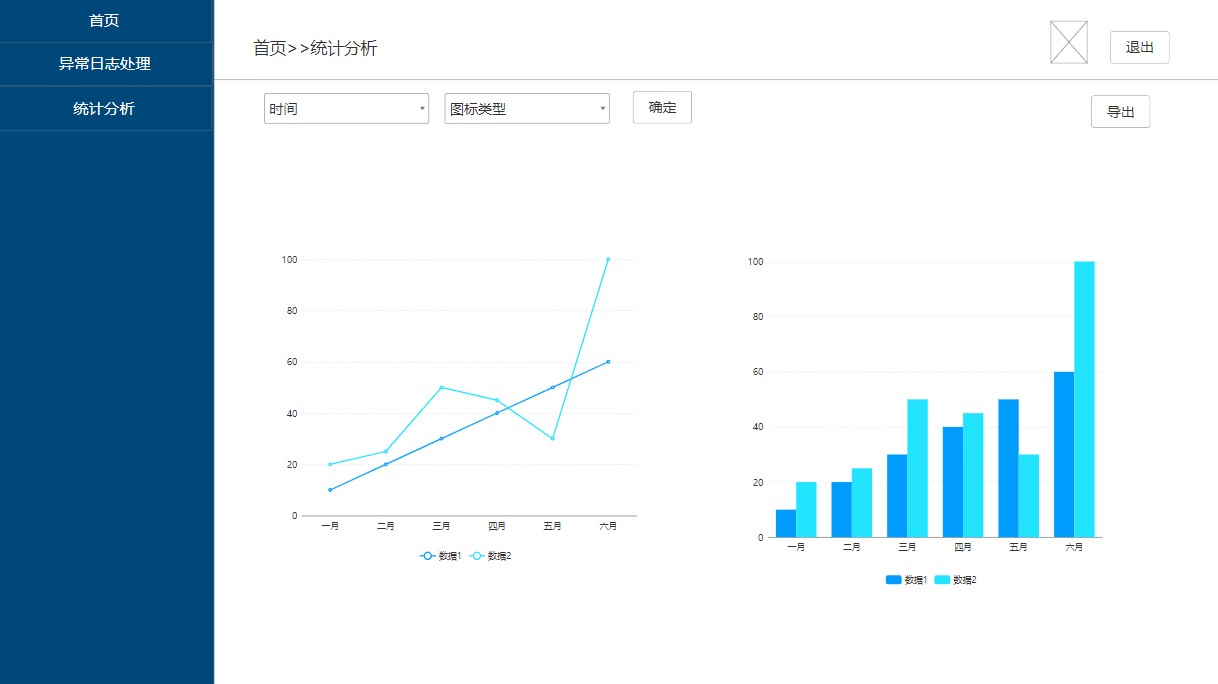 首页
异常日志处理
统计分析
首页>>统计分析
退出
时间
图标类型
确定
导出
100
80
60
40
20
0
一月 二月 三月 四月 五月 六月
数据1 数据2
100
80
60
40
20
0
一月 二月 三月 四月 五月 六月
数据1 数据2